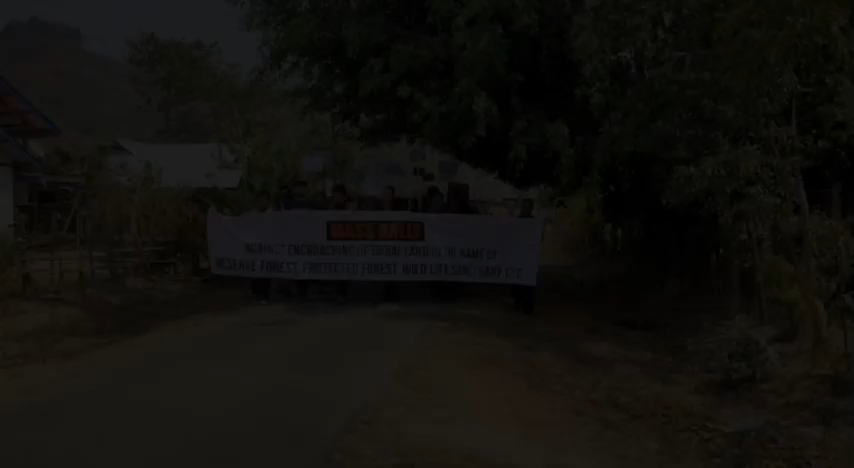 MASS RALLY
AGAINST ENCROACHING OF TRIBAL LAND IN THE NAME OF
RESERVE FOREST, PROTECTED FOREST, WILD LIFE SANCTUARY ETC